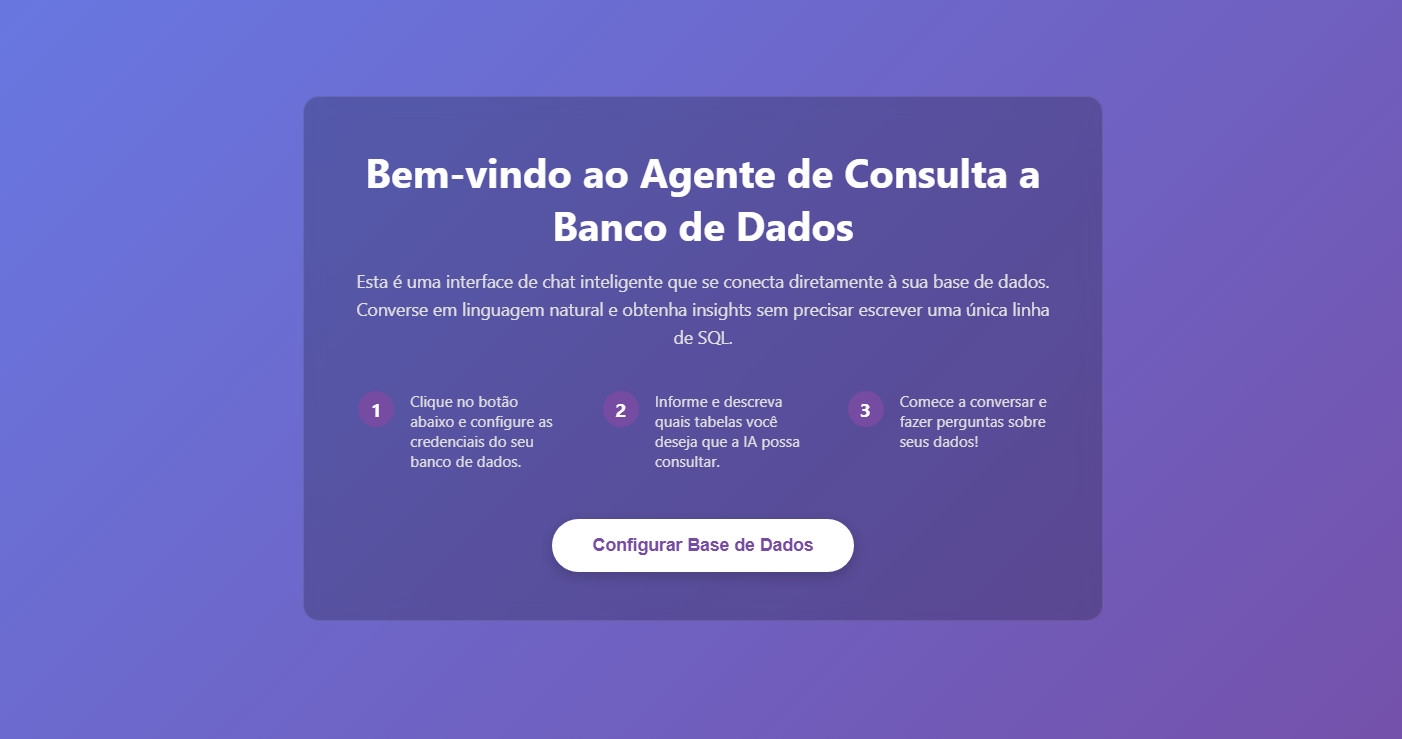 Bem-vindo ao Agente de Consulta a
Banco de Dados
Esta é uma interface de chat inteligente que se conecta diretamente à sua base de dados.
Converse em linguagem natural e obtenha insights sem precisar escrever uma única linha
de SQL.
1
Clique no botão
abaixo e configure as
credenciais do seu
banco de dados.
2
Informe e descreva
quais tabelas você
deseja que a IA possa
consultar.
3
Comece a conversar e
fazer perguntas sobre
seus dados!
Configurar Base de Dados